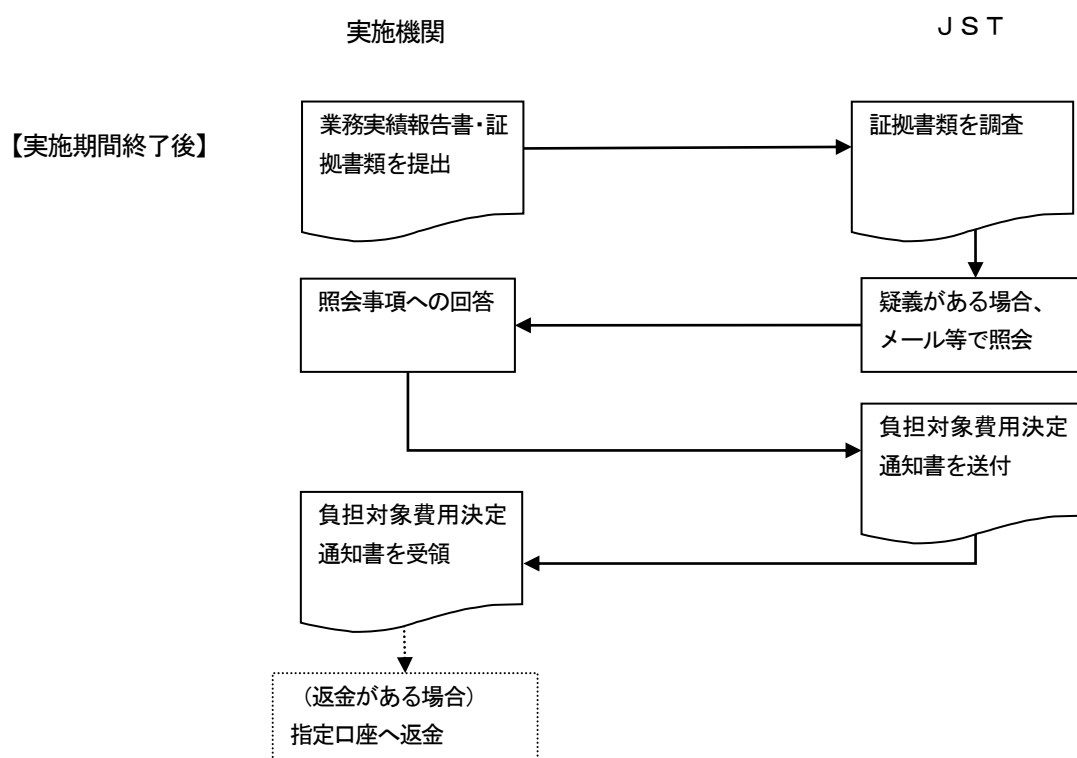 実施機関
ＪＳＴ
【実施期間終了後】
業務実績報告書・証
拠書類を提出
証拠書類を調査
照会事項への回答
疑義がある場合、
メール等で照会
負担対象費用決定
通知書を送付
負担対象費用決定
通知書を受領
（返金がある場合）
指定口座へ返金